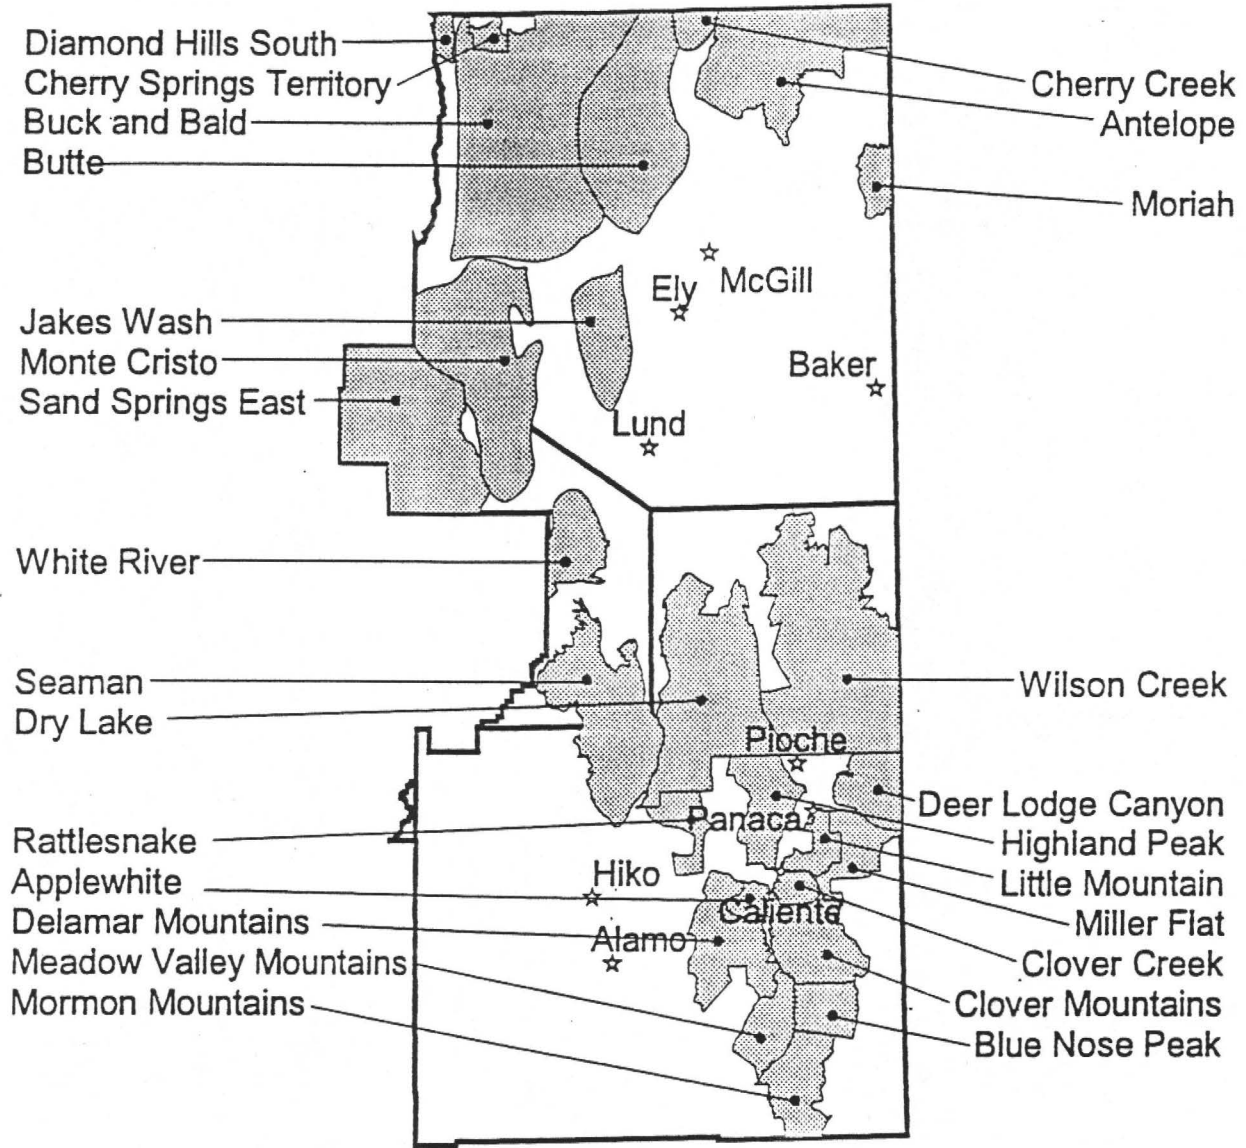 Diamond Hills South
Cherry Springs Territory
Buck and Bald
Butte
Cherry Creek
Antelope
Moriah
McGill
Ely
Jakes Wash
Monte Cristo
Sand Springs East
Baker
Lund
White River
Seaman
Dry Lake
Wilson Creek
Pioche
Deer Lodge Canyon
Highland Peak
Little Mountain
Miller Flat
Clover Creek
Clover Mountains
Blue Nose Peak
Panaca
Rattlesnake
Applewhite
Delamar Mountains
Meadow Valley Mountains
Mormon Mountains
Hiko
Caliente
Alamo